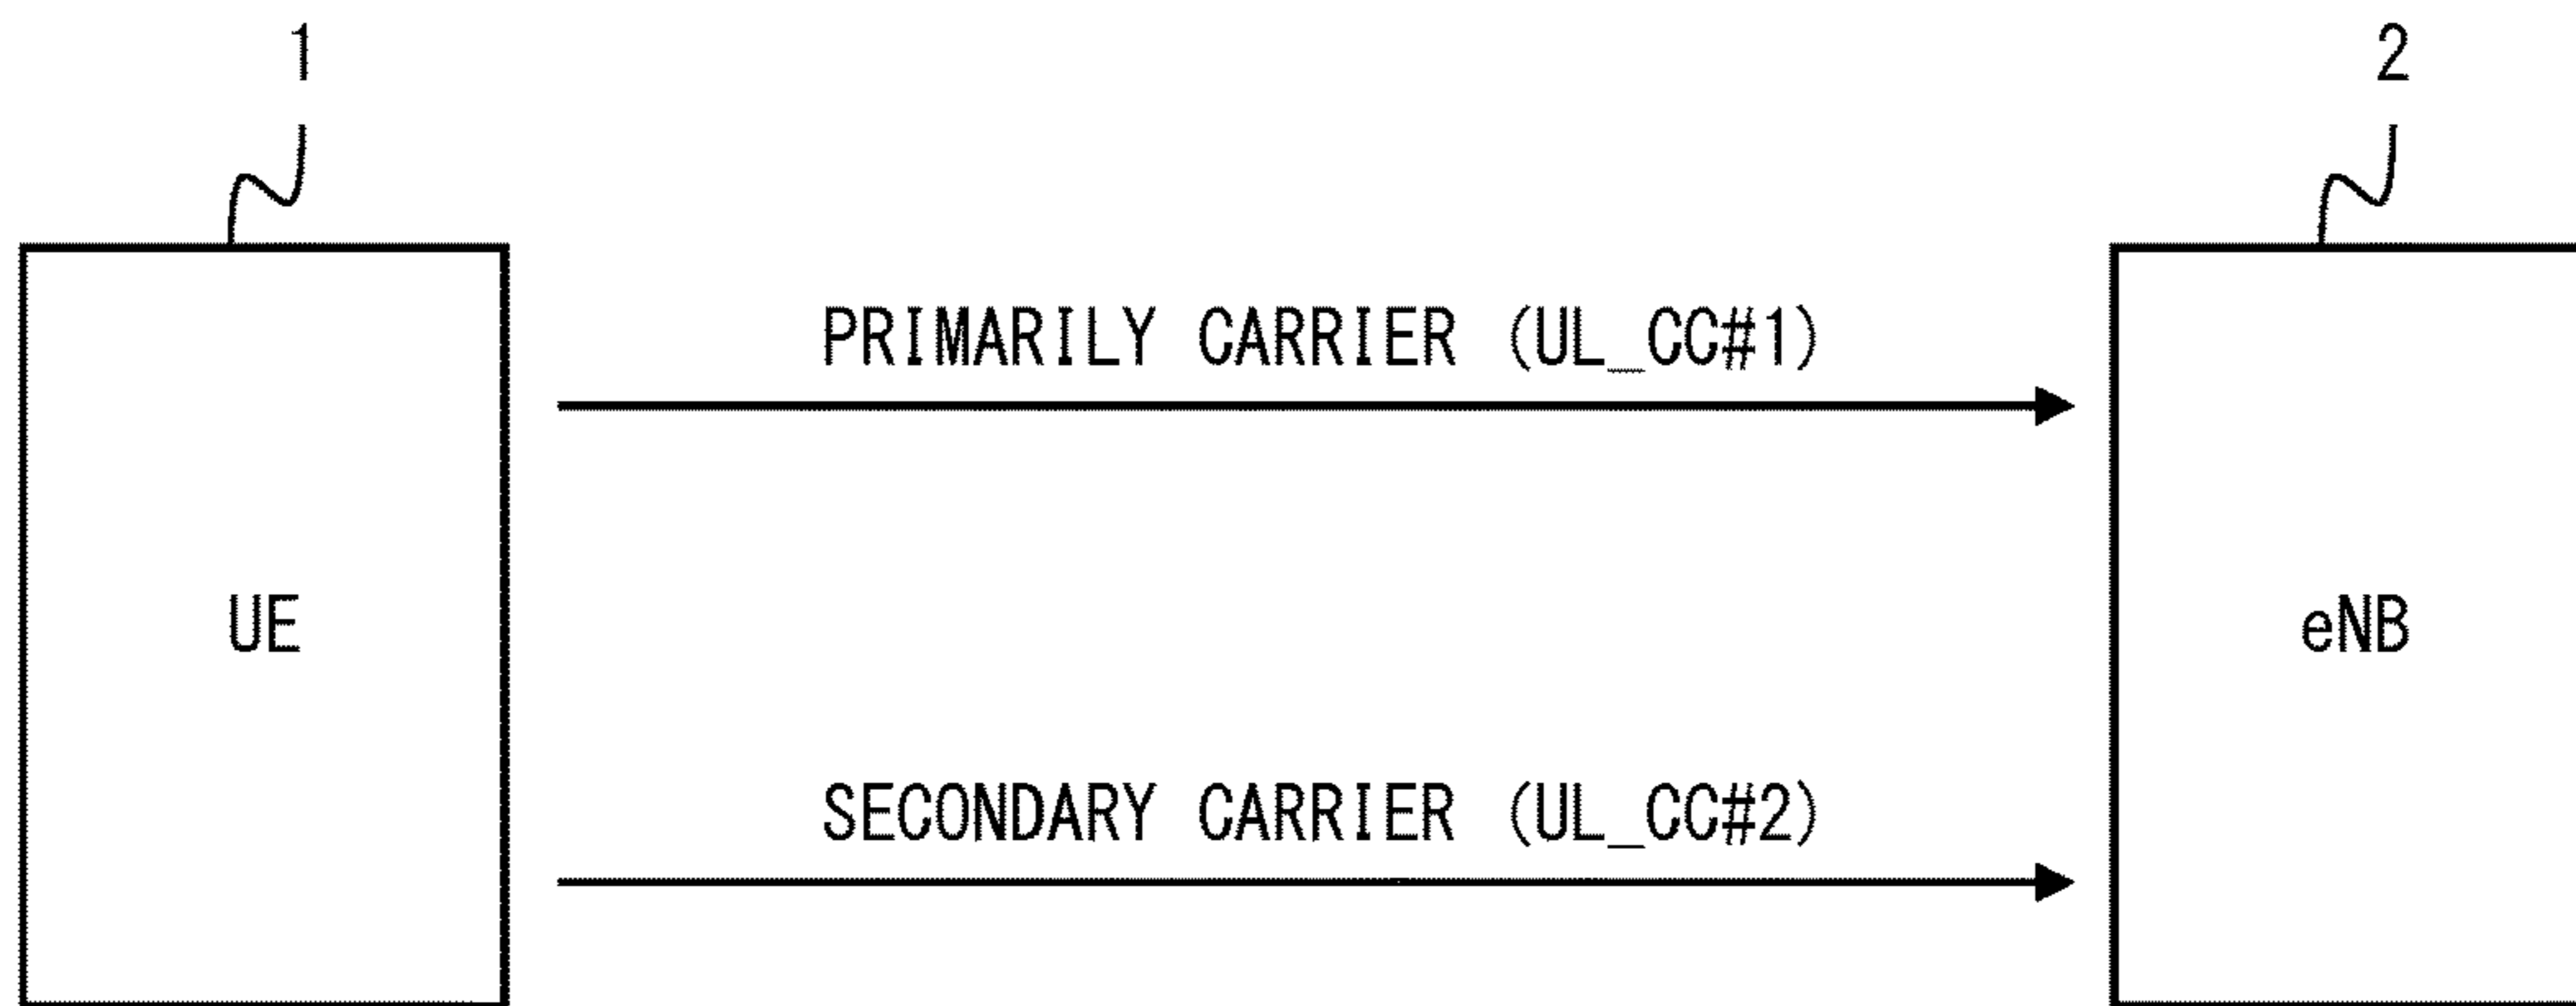 1
2
PRIMARILY CARRIER (UL_CC#1)
UE
eNB
SECONDARY CARRIER (UL_CC#2)